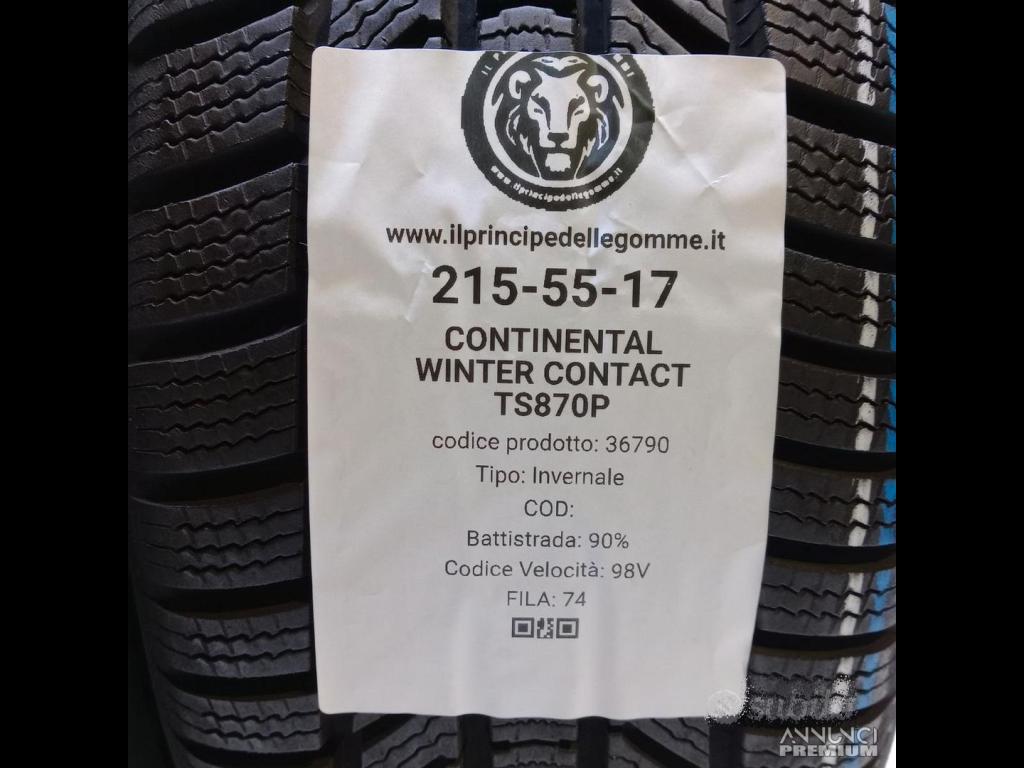 www.ilprincipedellegomme.it
www.ilprincipedellegomme.it
215-55-17
CONTINENTAL
WINTER CONTACT
TS870P
codice prodotto: 36790
Tipo: Invernale
COD:
Battistrada: 90%
Codice Velocità: 98V
FILA: 74
subito
ANNUNCI
PREMIUM